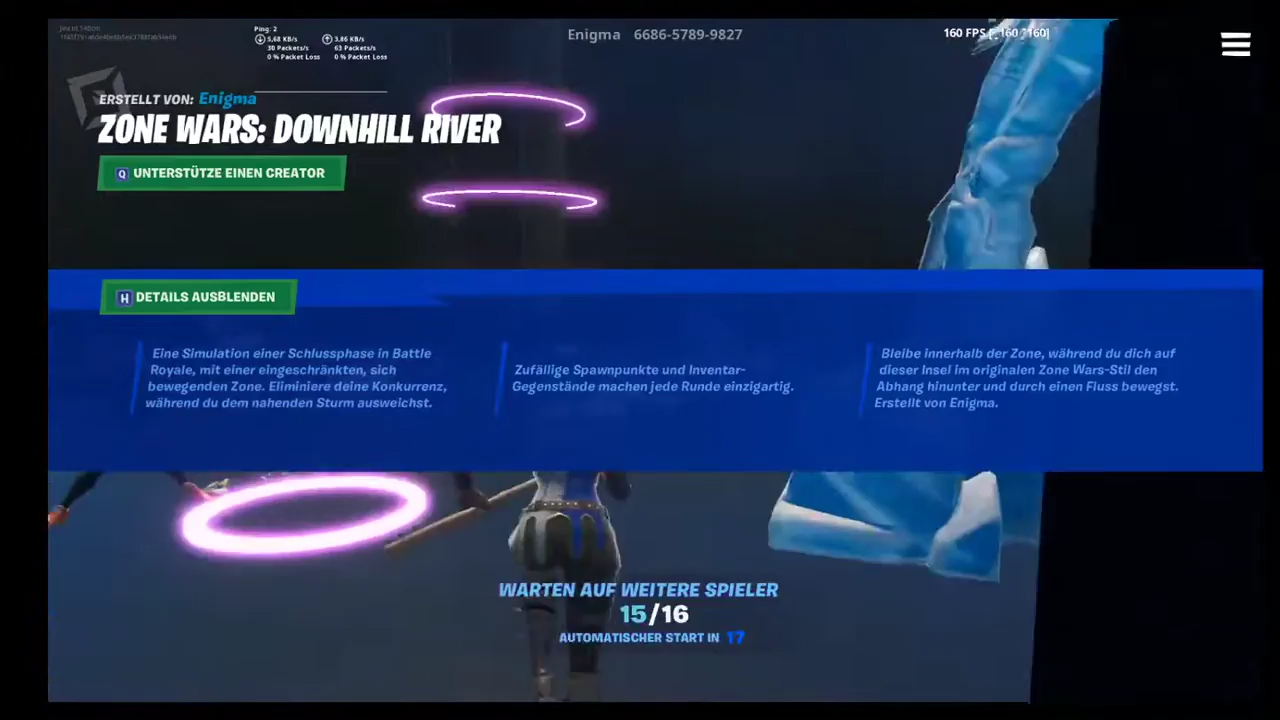 Ping: 2
5,68 KB/s 3,86 KB/s
30 Packets/s 63 Packets/s
0 % Packet Loss 0 % Packet Loss
Enigma 6686-5789-9827
160 FPS [ 160 160]
ERSTELLT VON: Enigma
ZONE WARS: DOWNHILL RIVER
Q UNTERSTÜTZE EINEN CREATOR
H DETAILS AUSBLENDEN
Eine Simulation einer Schlussphase in Battle
Royale, mit einer eingeschränkten, sich
bewegenden Zone. Eliminiere deine Konkurrenz,
während du dem nahenden Sturm ausweichst.
Zufällige Spawnpunkte und Inventar-
Gegenstände machen jede Runde einzigartig.
Bleibe innerhalb der Zone, während du dich auf
dieser Insel im originalen Zone Wars-Stil den
Abhang hinunter und durch einen Fluss bewegst.
Erstellt von Enigma.
WARTEN AUF WEITERE SPIELER
15/16
AUTOMATISCHER START IN 17